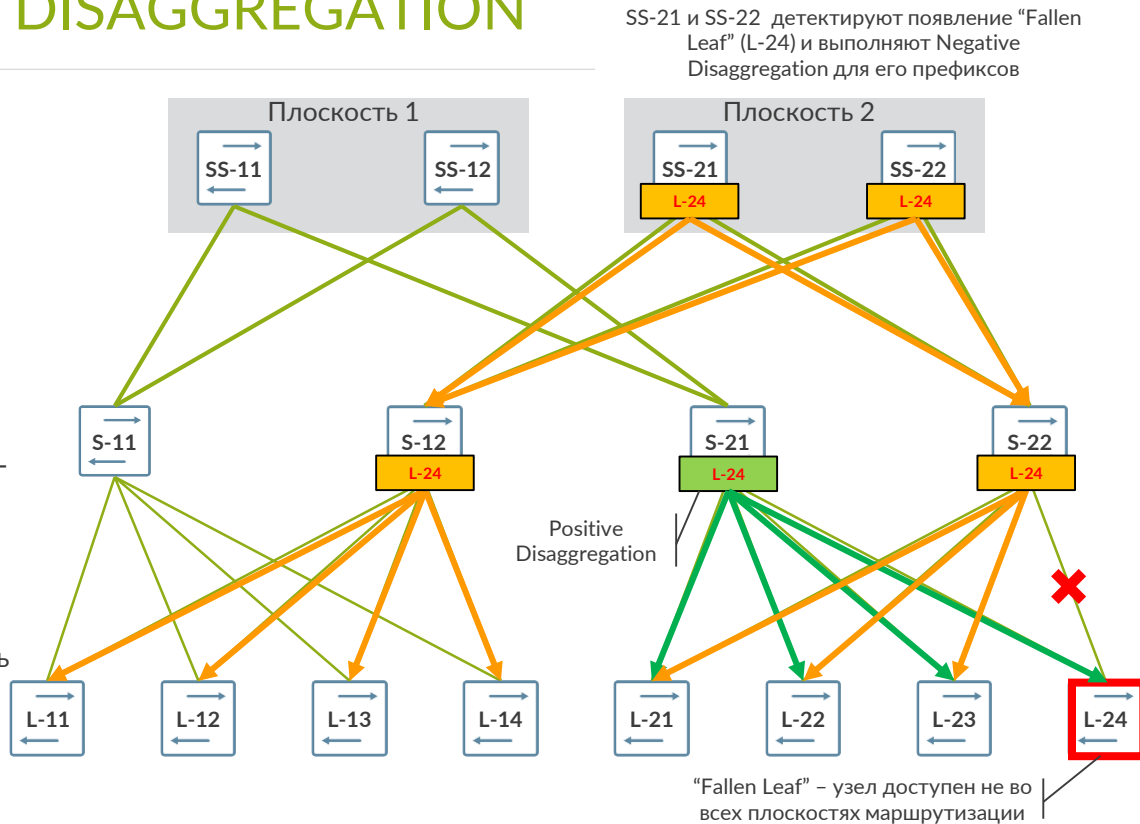 DISAGGREGATION
SS-21 и SS-22 детектируют появление “Fallen
Leaf” (L-24) и выполняют Negative
Disaggregation для его префиксов
Плоскость 1
Плоскость 2
SS-11
SS-12
SS-21
SS-22
L-24
L-24
S-11
S-12
S-21
S-22
L-24
L-24
L-24
Positive
Disaggregation
ь
L-11
L-12
L-13
L-14
L-21
L-22
L-23
L-24
“Fallen Leaf” – узел доступен не во
всех плоскостях маршрутизации